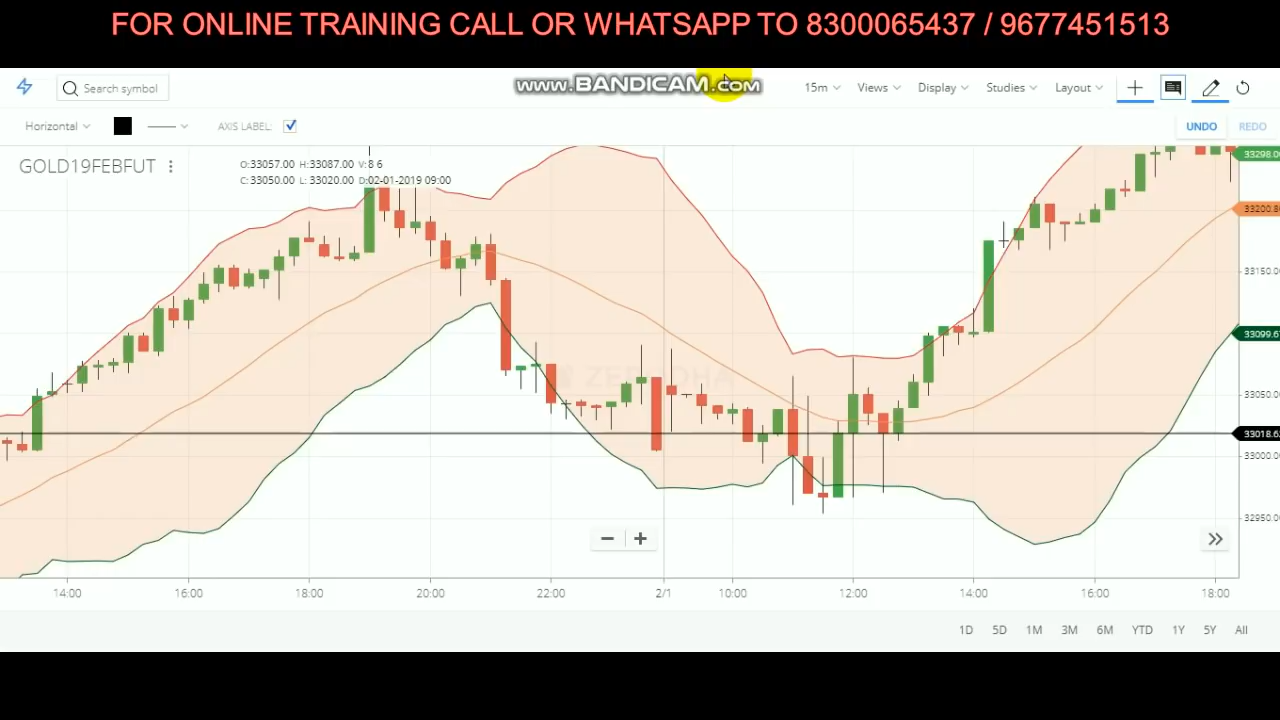 FOR ONLINE TRAINING CALL OR WHATSAPP TO 8300065437 / 9677451513
Search symbol
www.BANDICAM.com
15m Views Display Studies Layout
Horizontal AXIS LABEL: UNDO REDO
GOLD19FEBFUT
O:33057.00 H:33087.00 V:8 6
C:33050.00 L: 33020.00 D:02-01-2019 09:00
33298.0
33200.8
33150.00
33099.6
33050.00
33018.6
33000.00
32950.00
14:00 16:00 18:00 20:00 22:00 2/1 10:00 12:00 14:00 16:00 18:00
1D 5D 1M 3M 6M YTD 1Y 5Y All